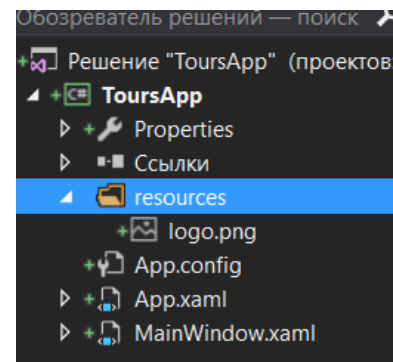 Обозреватель решений — поиск
Решение "ToursApp" (проектов:
C# ToursApp
Properties
Ссылки
resources
logo.png
App.config
App.xaml
MainWindow.xaml